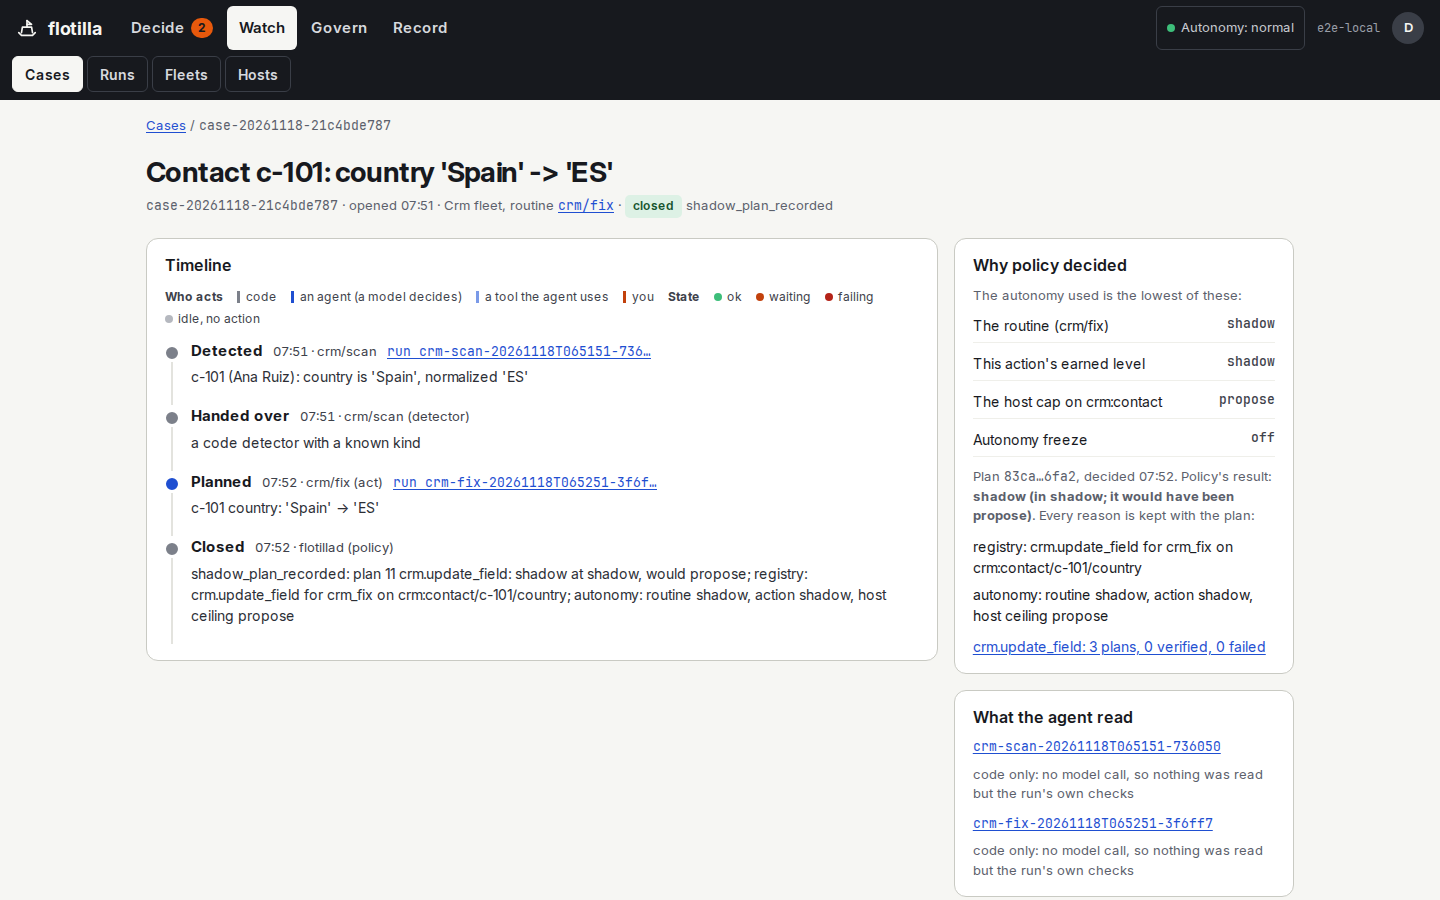 flotilla
Decide 2
Watch
Govern
Record
Autonomy: normal
e2e-local
D
Cases
Runs
Fleets
Hosts
Cases / case-20261118-21c4bde787
Contact c-101: country 'Spain' -> 'ES'
case-20261118-21c4bde787 · opened 07:51 · Crm fleet, routine crm/fix · closed shadow_plan_recorded
Timeline
Who acts code an agent (a model decides) a tool the agent uses you State ok waiting failing
idle, no action
Detected 07:51 · crm/scan run crm-scan-20261118T065151-736…
c-101 (Ana Ruiz): country is 'Spain', normalized 'ES'
Handed over 07:51 · crm/scan (detector)
a code detector with a known kind
Planned 07:52 · crm/fix (act) run crm-fix-20261118T065251-3f6f…
c-101 country: 'Spain' → 'ES'
Closed 07:52 · flotillad (policy)
shadow_plan_recorded: plan 11 crm.update_field: shadow at shadow, would propose; registry:
crm.update_field for crm_fix on crm:contact/c-101/country; autonomy: routine shadow, action shadow, host
ceiling propose
Why policy decided
The autonomy used is the lowest of these:
The routine (crm/fix) shadow
This action's earned level shadow
The host cap on crm:contact propose
Autonomy freeze off
Plan 83ca…6fa2, decided 07:52. Policy's result:
shadow (in shadow; it would have been
propose). Every reason is kept with the plan:
registry: crm.update_field for crm_fix on
crm:contact/c-101/country
autonomy: routine shadow, action shadow,
host ceiling propose
crm.update_field: 3 plans, 0 verified, 0 failed
What the agent read
crm-scan-20261118T065151-736050
code only: no model call, so nothing was read
but the run's own checks
crm-fix-20261118T065251-3f6ff7
code only: no model call, so nothing was read
but the run's own checks